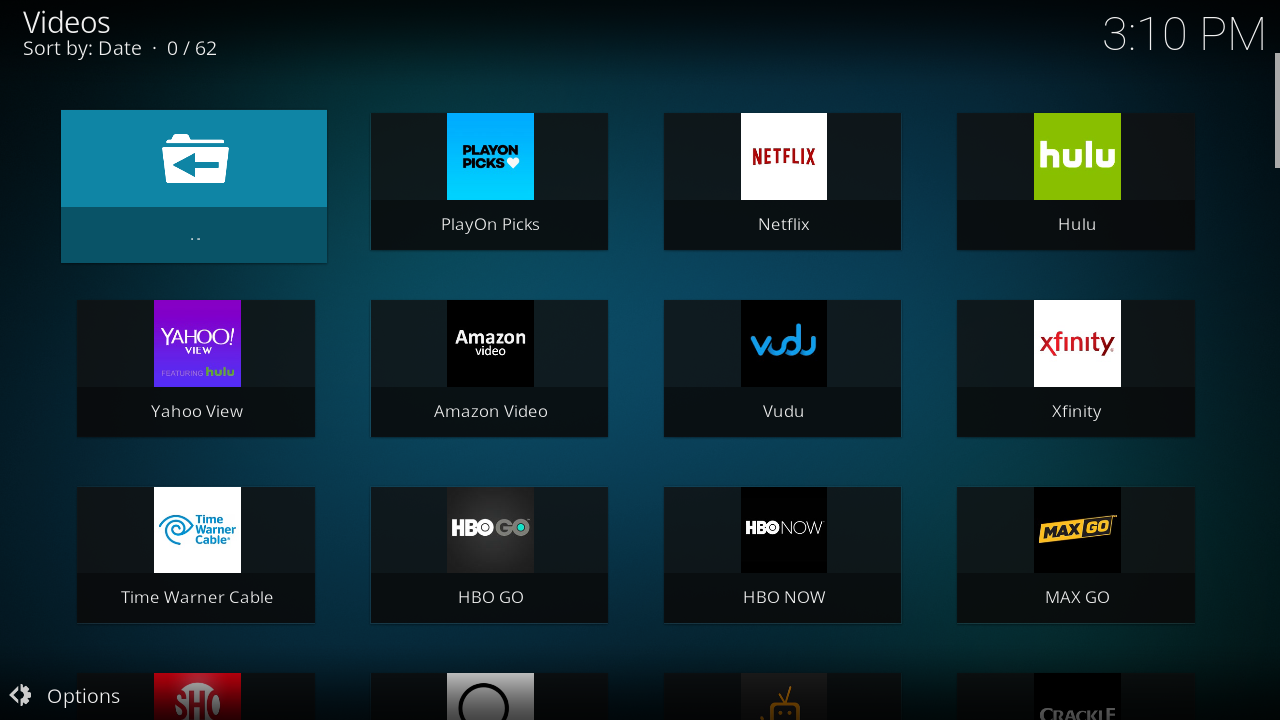 Videos
Sort by: Date · 0 / 62
3:10 PM
..
PLAYON
PICKS
PlayOn Picks
NETFLIX
Netflix
hulu
Hulu
YAHOO!
VIEW
FEATURING hulu
Yahoo View
Amazon
video
Amazon Video
vudu
Vudu
xfinity
Xfinity
Time
Warner
Cable
Time Warner Cable
HBO GO
HBO GO
HBO NOW
HBO NOW
MAX GO
MAX GO
SHO
CRACKLE
Options